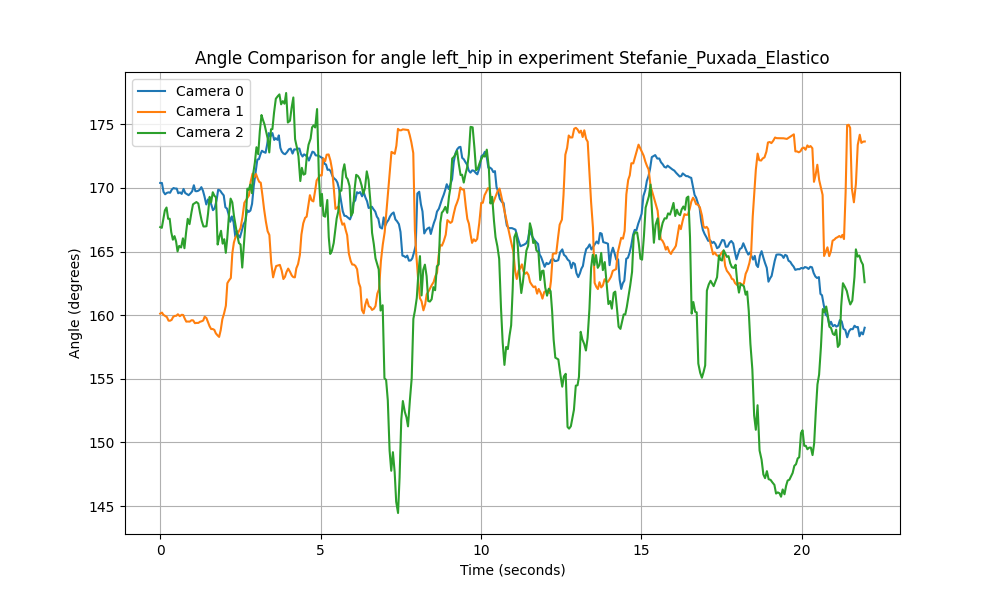 Angle Comparison for angle left_hip in experiment Stefanie_Puxada_Elastico
Camera 0
Camera 1
Camera 2
175
170
165
160
155
150
145
Angle (degrees)
0 5 10 15 20
Time (seconds)